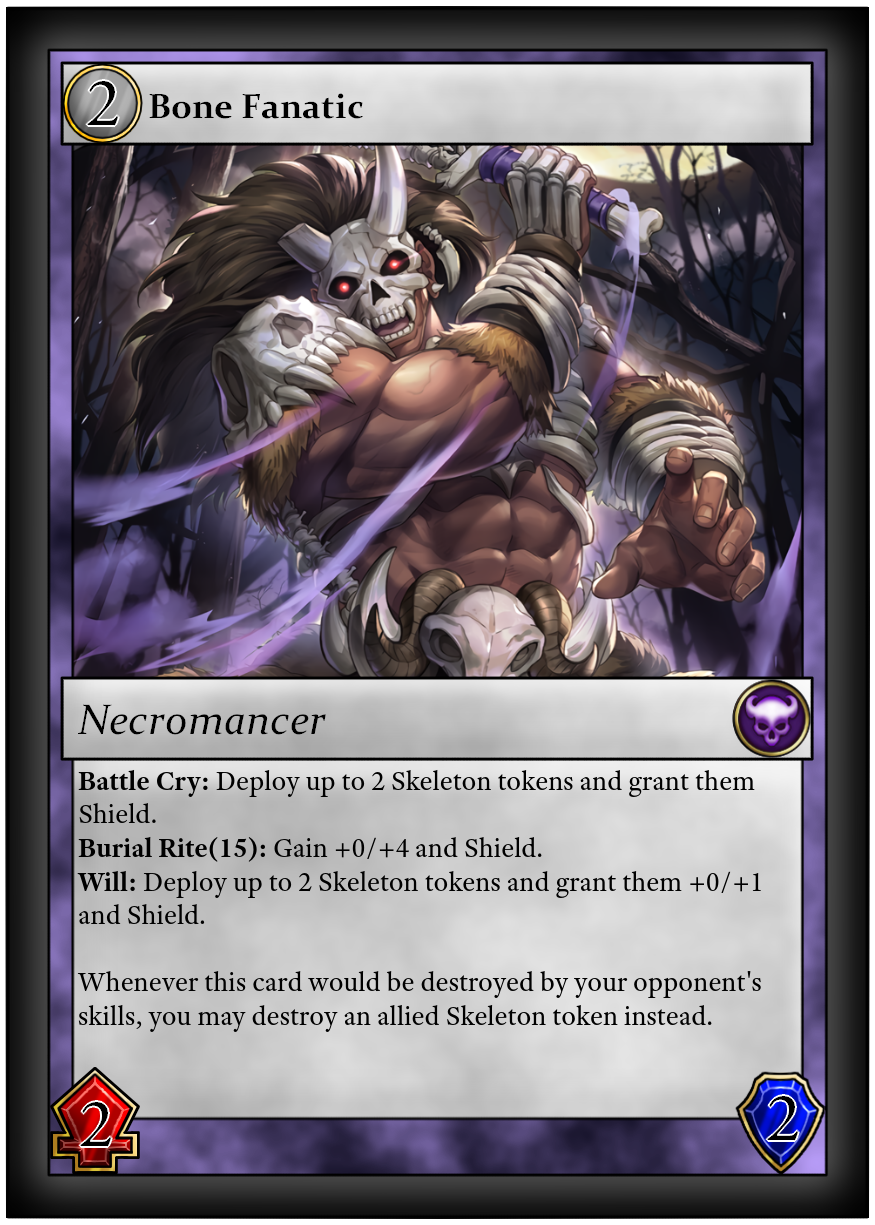 2 Bone Fanatic
Necromancer
Battle Cry: Deploy up to 2 Skeleton tokens and grant them
Shield.
Burial Rite(15): Gain +0/+4 and Shield.
Will: Deploy up to 2 Skeleton tokens and grant them +0/+1
and Shield.
Whenever this card would be destroyed by your opponent's
skills, you may destroy an allied Skeleton token instead.
2 2